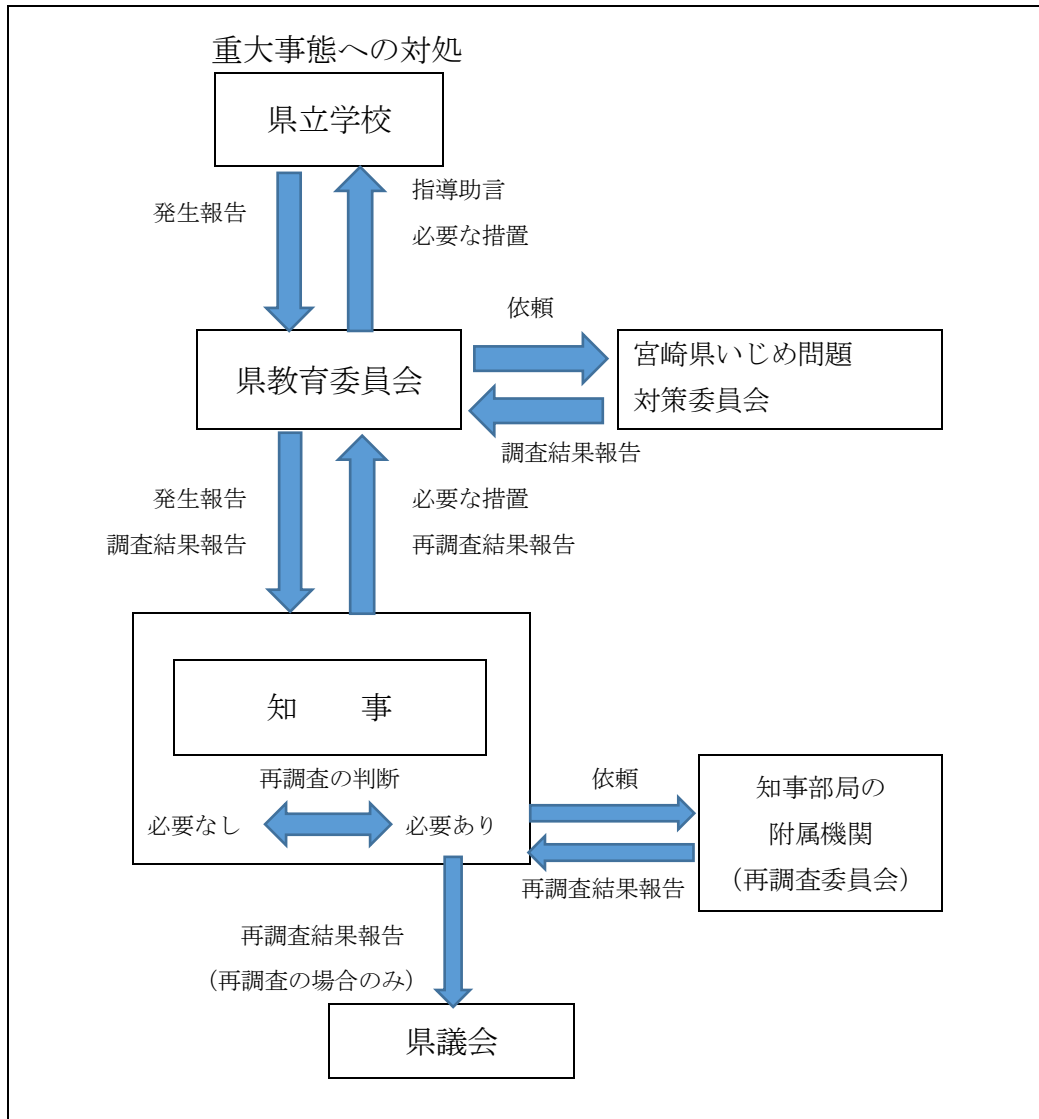 重大事態への対処
県立学校
発生報告
指導助言
必要な措置
依頼
県教育委員会
宮崎県いじめ問題
対策委員会
調査結果報告
発生報告
調査結果報告
必要な措置
再調査結果報告
知　　事
再調査の判断
必要なし
必要あり
依頼
知事部局の
附属機関
（再調査委員会）
再調査結果報告
再調査結果報告
（再調査の場合のみ）
県議会